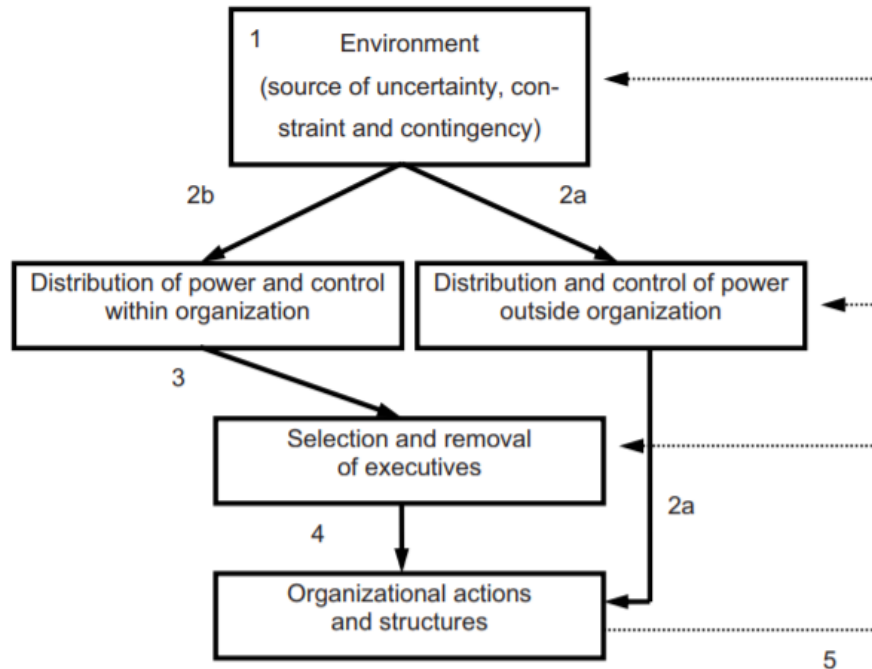 1
Environment
(source of uncertainty, con-
straint and contingency)
2b
2a
Distribution of power and control
within organization
Distribution and control of power
outside organization
3
Selection and removal
of executives
2a
4
Organizational actions
and structures
5